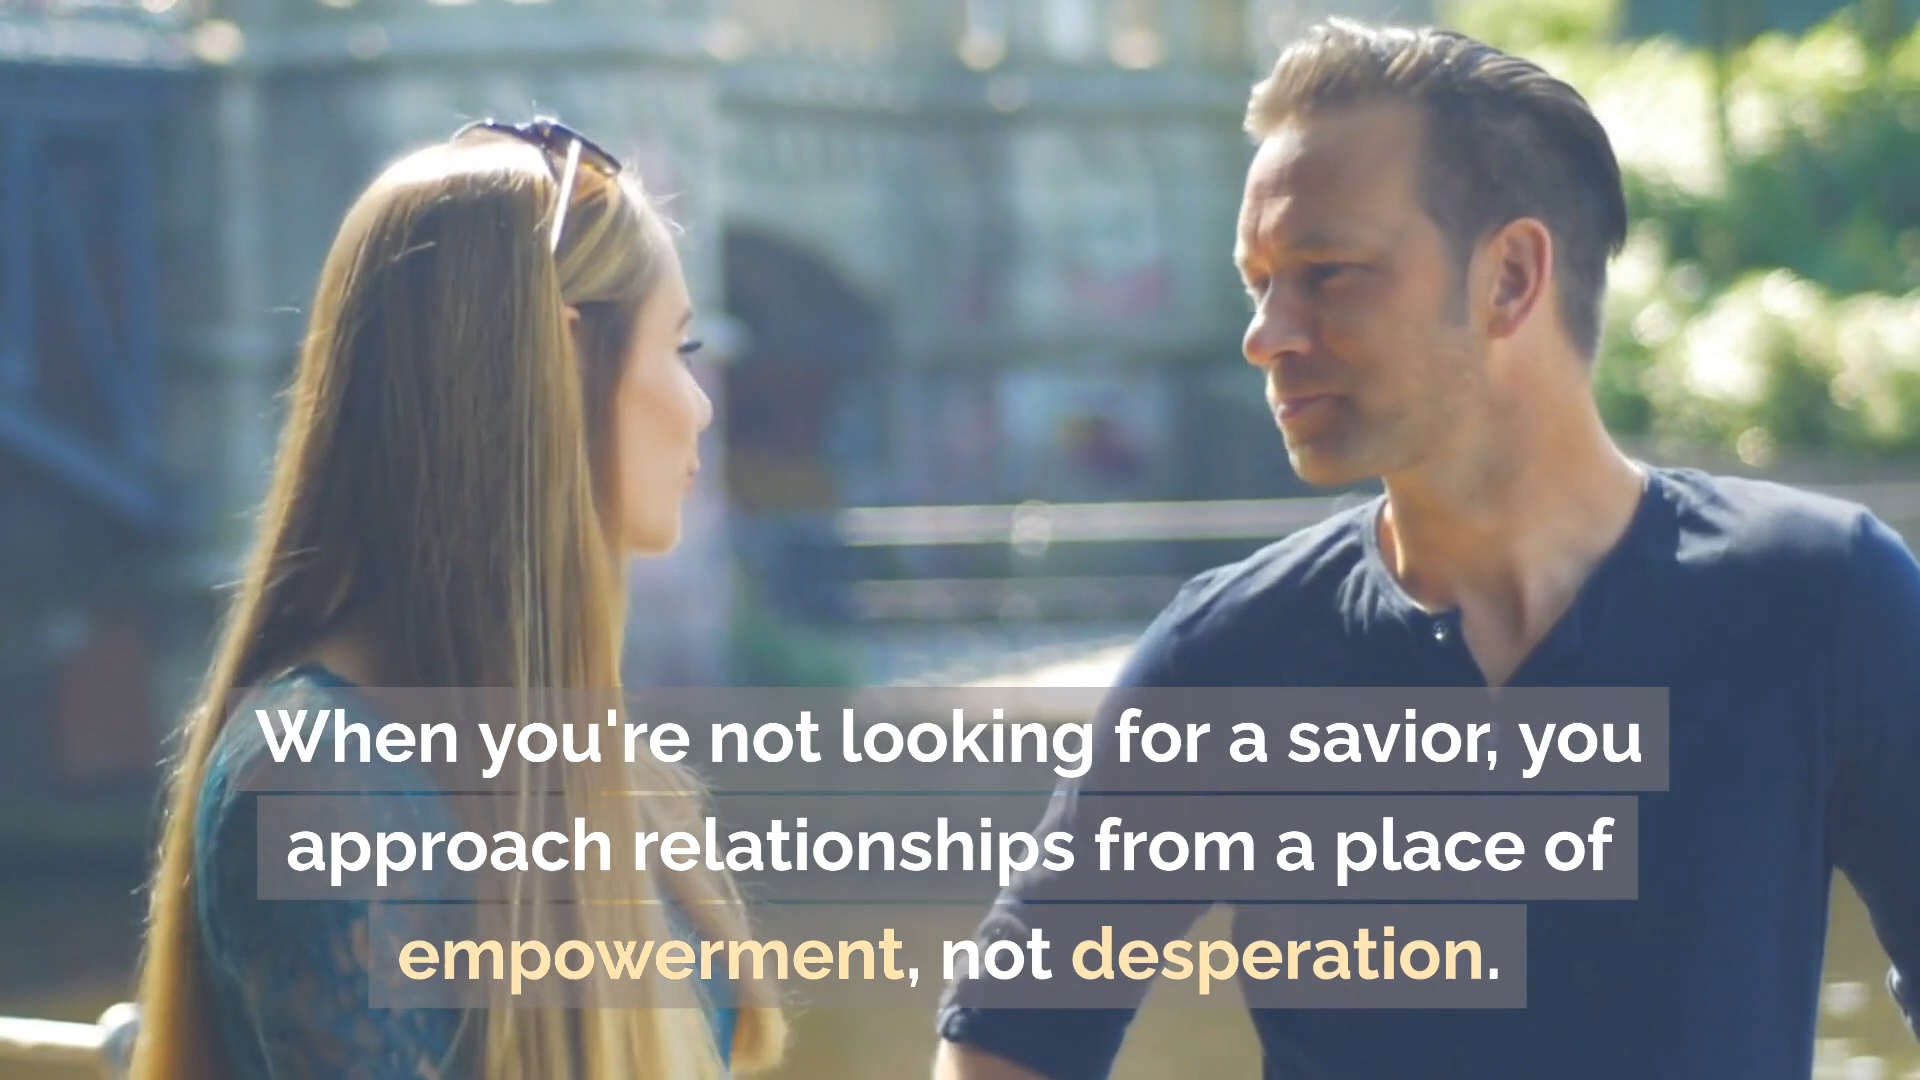 When you're not looking for a savior, you
approach relationships from a place of
empowerment, not desperation.